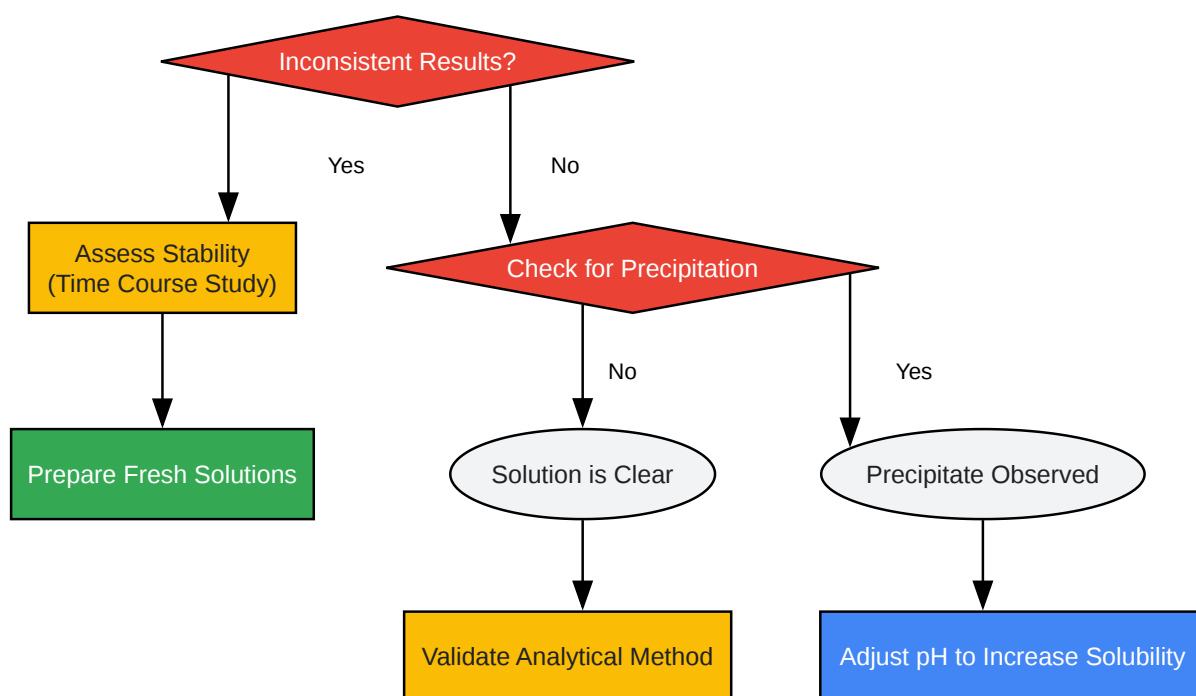 Inconsistent Results?
Yes
No
Assess Stability
(Time Course Study)
Check for Precipitation
No
Yes
Prepare Fresh Solutions
Solution is Clear
Precipitate Observed
Validate Analytical Method
Adjust pH to Increase Solubility